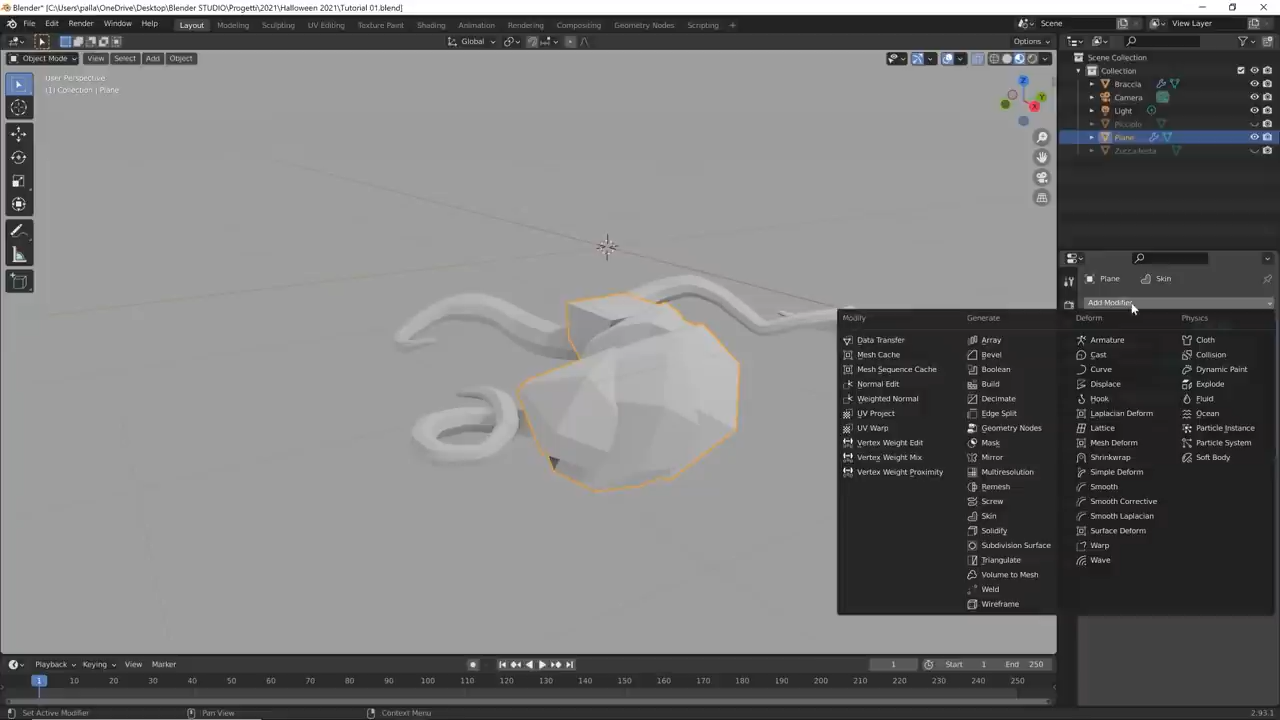 Blender* [C:\Users\palla\OneDrive\Desktop\Blender STUDIO\Progetti\2021\Halloween 2021\Tutorial 01.blend]
File Edit Render Window Help Layout Modeling Sculpting UV Editing Texture Paint Shading Animation Rendering Compositing Geometry Nodes Scripting + Scene View Layer
Global Options
Object Mode View Select Add Object
User Perspective
(1) Collection | Plane
Scene Collection
Collection
Braccia
Camera
Light
Picciolo
Plane
Plane Skin
Add Modifier
Modify Generate Deform Physics
Data Transfer Array Armature Cloth
Mesh Cache Bevel Cast Collision
Mesh Sequence Cache Boolean Curve Dynamic Paint
Normal Edit Build Displace Explode
Weighted Normal Decimate Hook Fluid
UV Project Edge Split Laplacian Deform Ocean
UV Warp Geometry Nodes Lattice Particle Instance
Vertex Weight Edit Mask Mesh Deform Particle System
Vertex Weight Mix Mirror Shrinkwrap Soft Body
Vertex Weight Proximity Multiresolution Simple Deform
Remesh Smooth
Screw Smooth Corrective
Skin Smooth Laplacian
Solidify Surface Deform
Subdivision Surface Warp
Triangulate Wave
Volume to Mesh
Weld
Wireframe
Playback Keying View Marker 1 Start 1 End 250
1 10 20 30 40 50 60 70 80 90 100 110 120 130 140 150 160 170 180 190 200 210 220 230 240 250
Set Active Modifier Pan View Context Menu 2.93.1